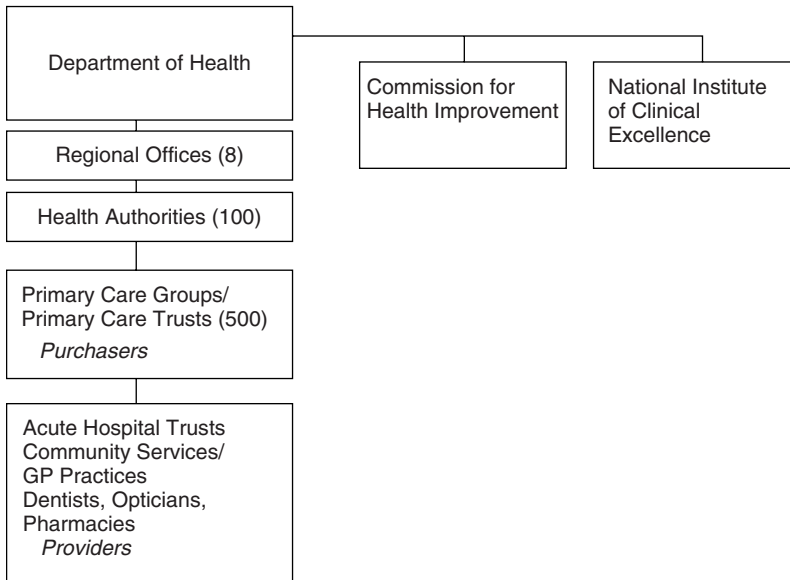 Department of Health
Commission for
Health Improvement
National Institute
of Clinical
Excellence
Regional Offices (8)
Health Authorities (100)
Primary Care Groups/
Primary Care Trusts (500)
Purchasers
Acute Hospital Trusts
Community Services/
GP Practices
Dentists, Opticians,
Pharmacies
Providers